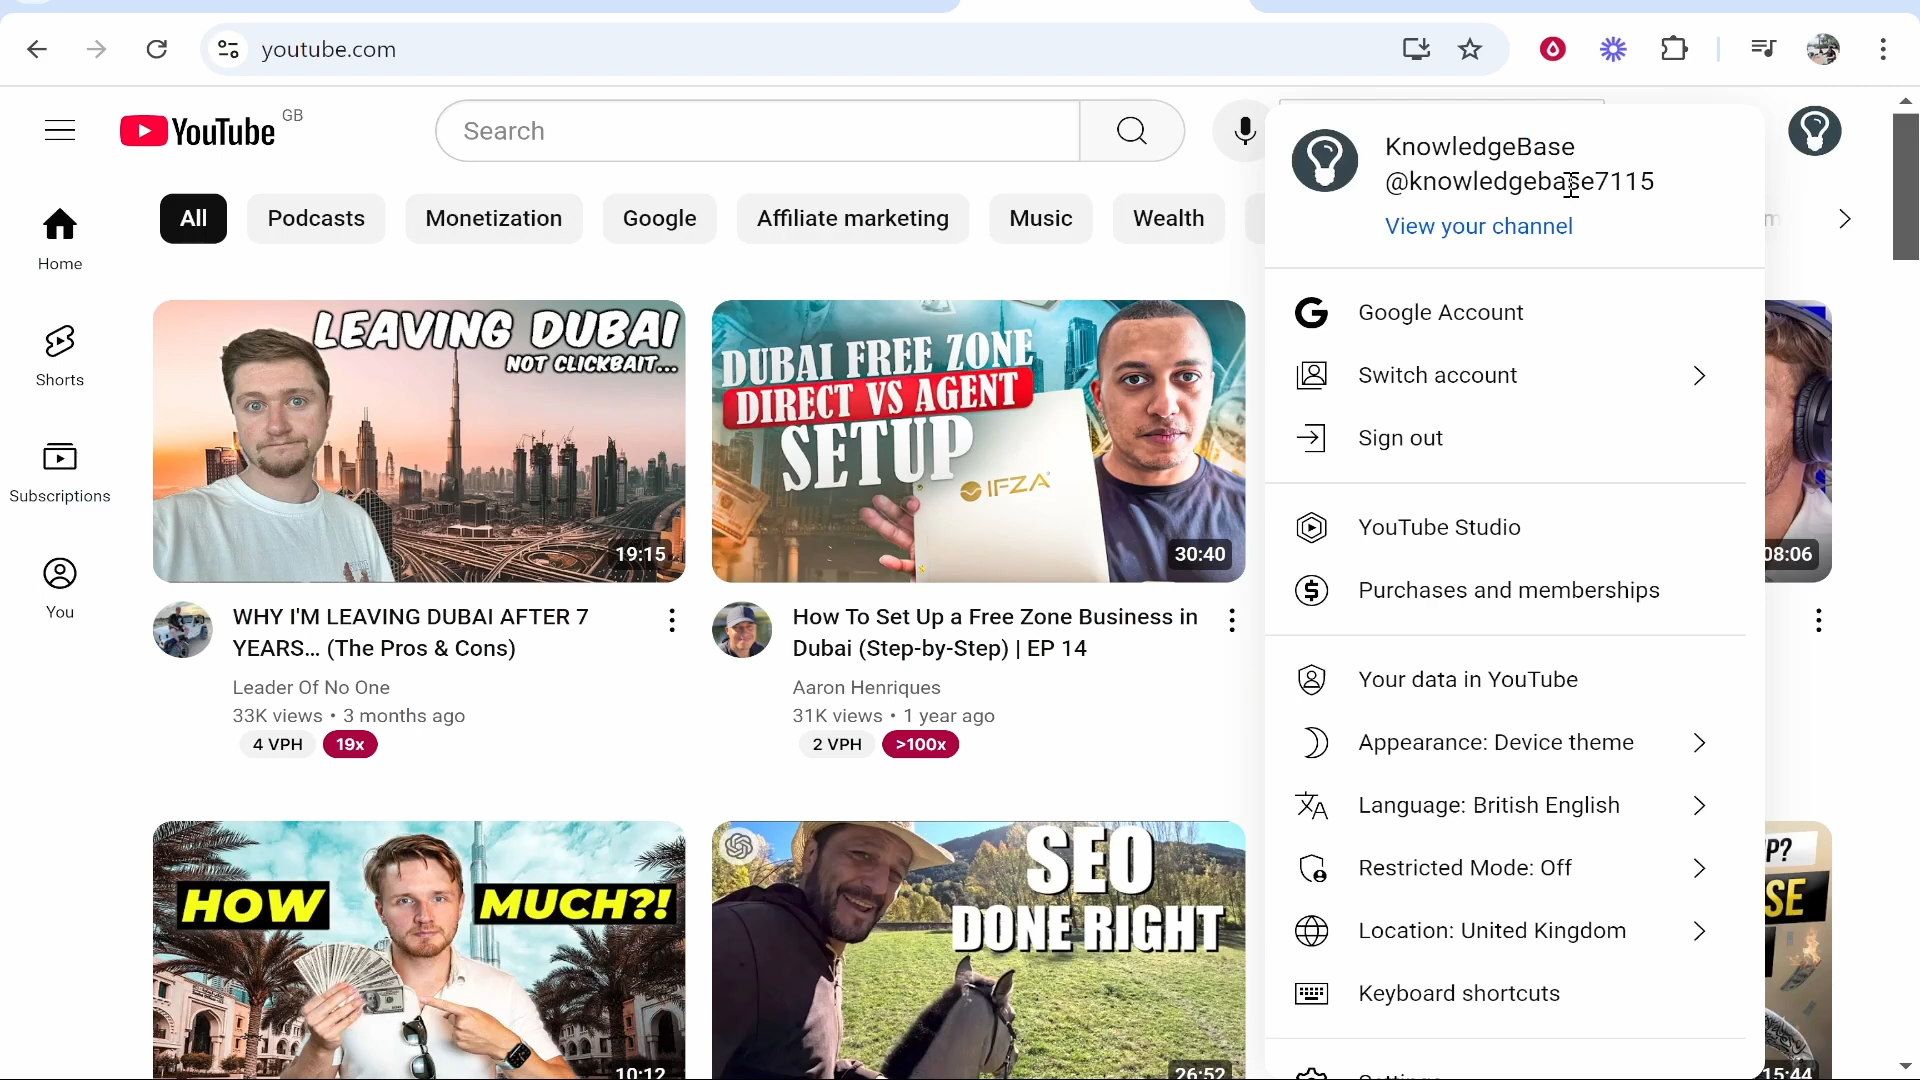 youtube.com
YouTube
GB
Search
KnowledgeBase
@knowledgebase7115
View your channel
All
Podcasts
Monetization
Google
Affiliate marketing
Music
Wealth
Home
Shorts
Subscriptions
You
Google Account
Switch account
Sign out
YouTube Studio
Purchases and memberships
Your data in YouTube
Appearance: Device theme
Language: British English
Restricted Mode: Off
Location: United Kingdom
Keyboard shortcuts
LEAVING DUBAI
NOT CLICKBAIT...
19:15
WHY I'M LEAVING DUBAI AFTER 7
YEARS... (The Pros & Cons)
Leader Of No One
33K views • 3 months ago
4 VPH
19x
DUBAI FREE ZONE
DIRECT VS AGENT
SETUP
IFZA
30:40
How To Set Up a Free Zone Business in
Dubai (Step-by-Step) | EP 14
Aaron Henriques
31K views • 1 year ago
2 VPH
>100x
08:06
HOW
MUCH?!
10:12
SEO
DONE RIGHT
26:52
P?
SE
15:44